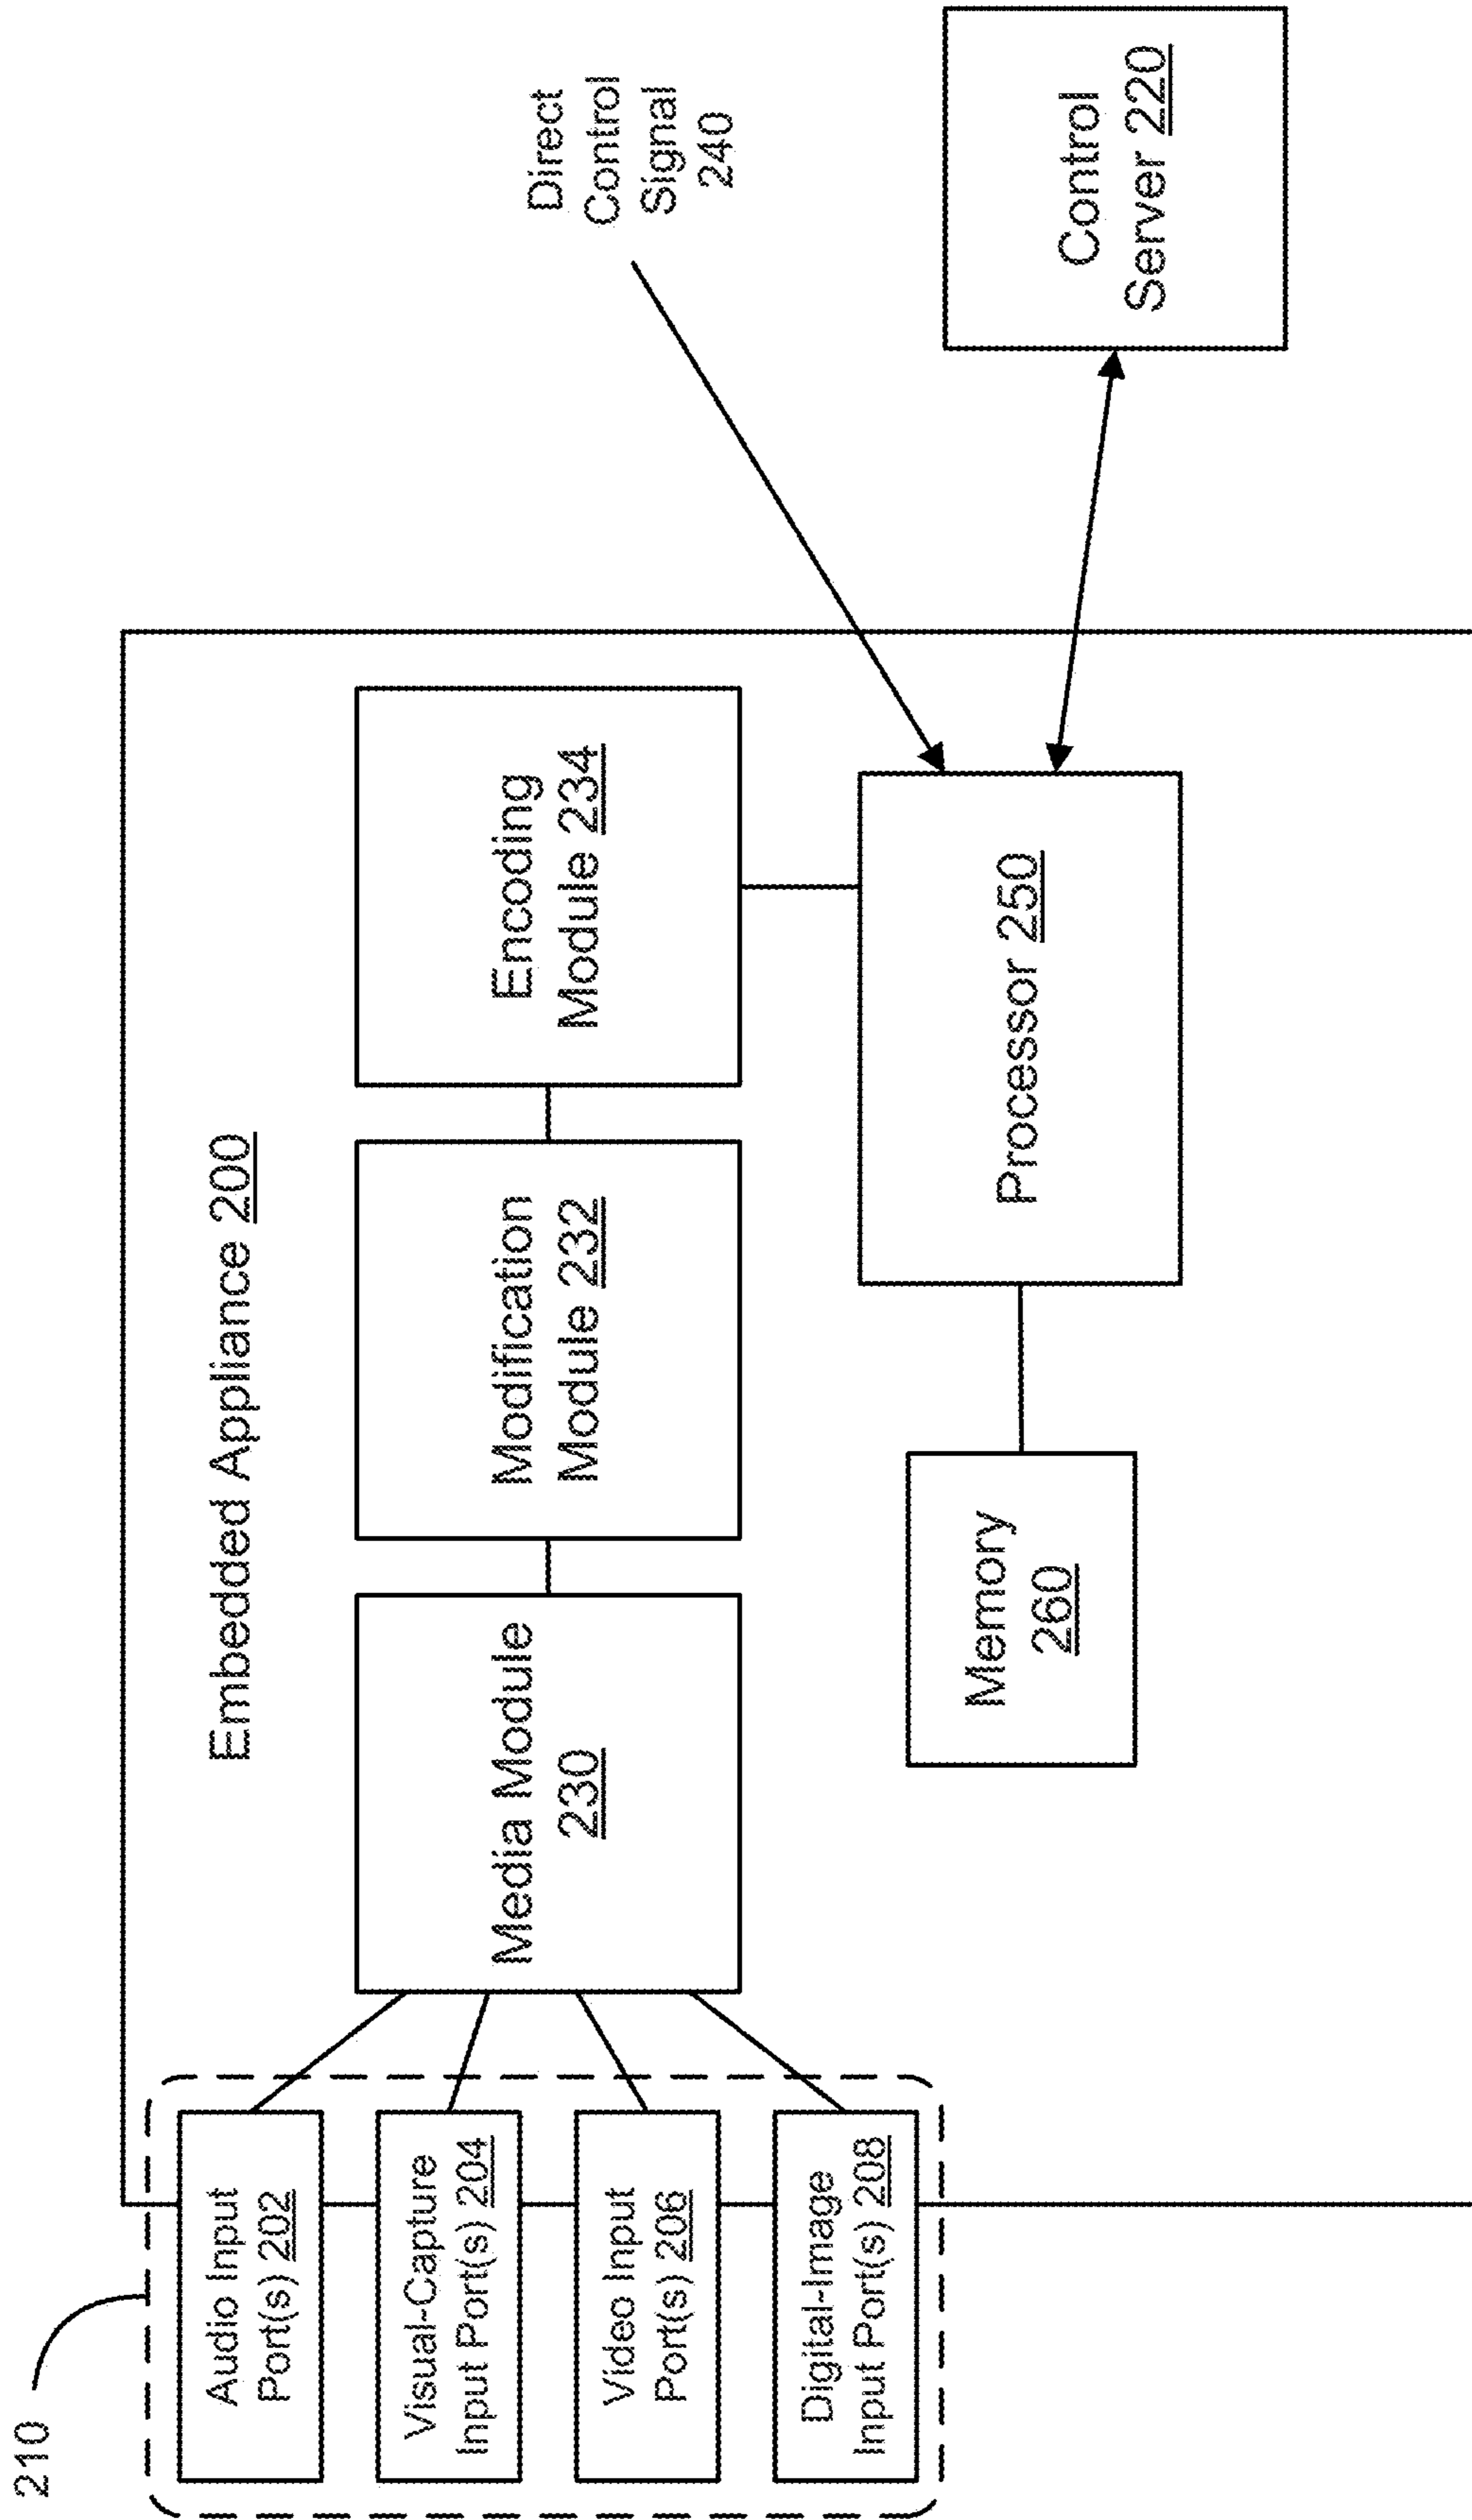 210
Audio Input
Port(s) 202
Visual-Capture
Input Port(s) 204
Video Input
Port(s) 206
Digital-Image
Input Port(s) 208
Embedded Appliance 200
Media Module
230
Modification
Module 232
Encoding
Module 234
Memory
260
Processor 250
Direct
Control
Signal
240
Control
Server 220